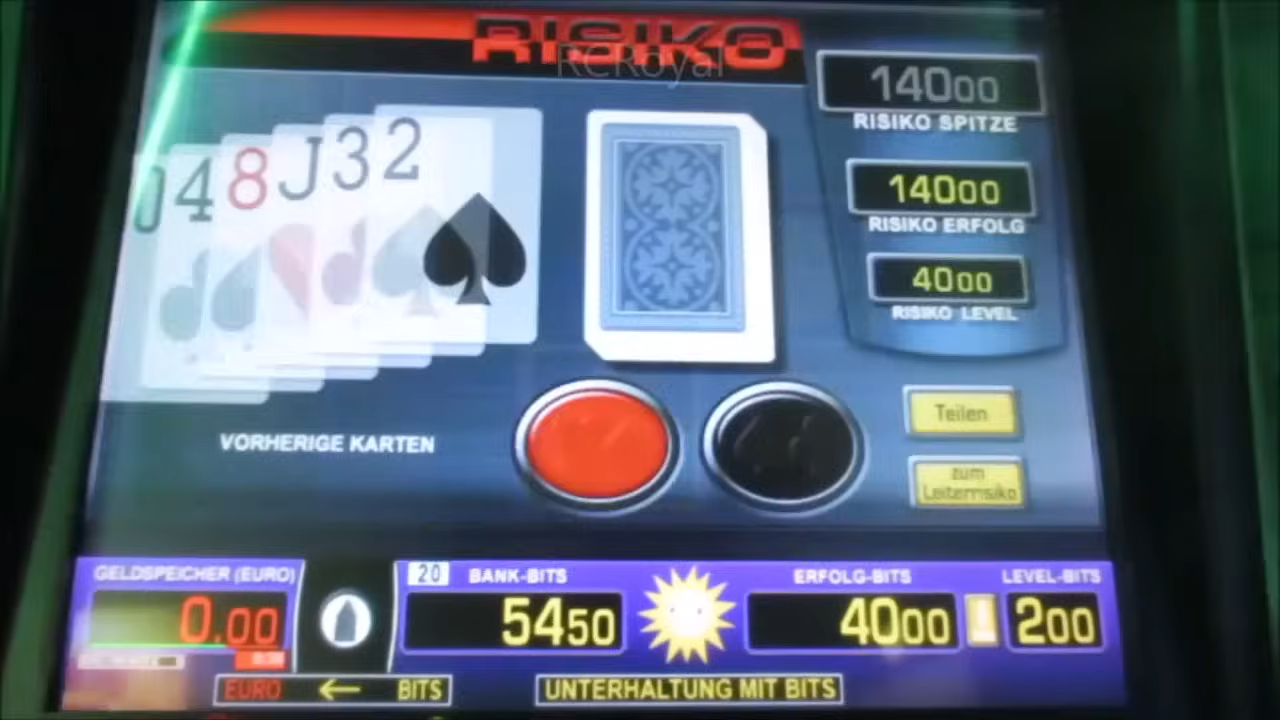 RISIKO
RCRoyal
14000
RISIKO SPITZE
4
8
J
3
2
14000
RISIKO ERFOLG
4000
RISIKO LEVEL
VORHERIGE KARTEN
Teilen
zum
Leiterrisiko
GELDSPEICHER (EURO)
20
BANK-BITS
ERFOLG-BITS
LEVEL-BITS
0.00
5450
4000
200
EURO ← BITS
UNTERHALTUNG MIT BITS